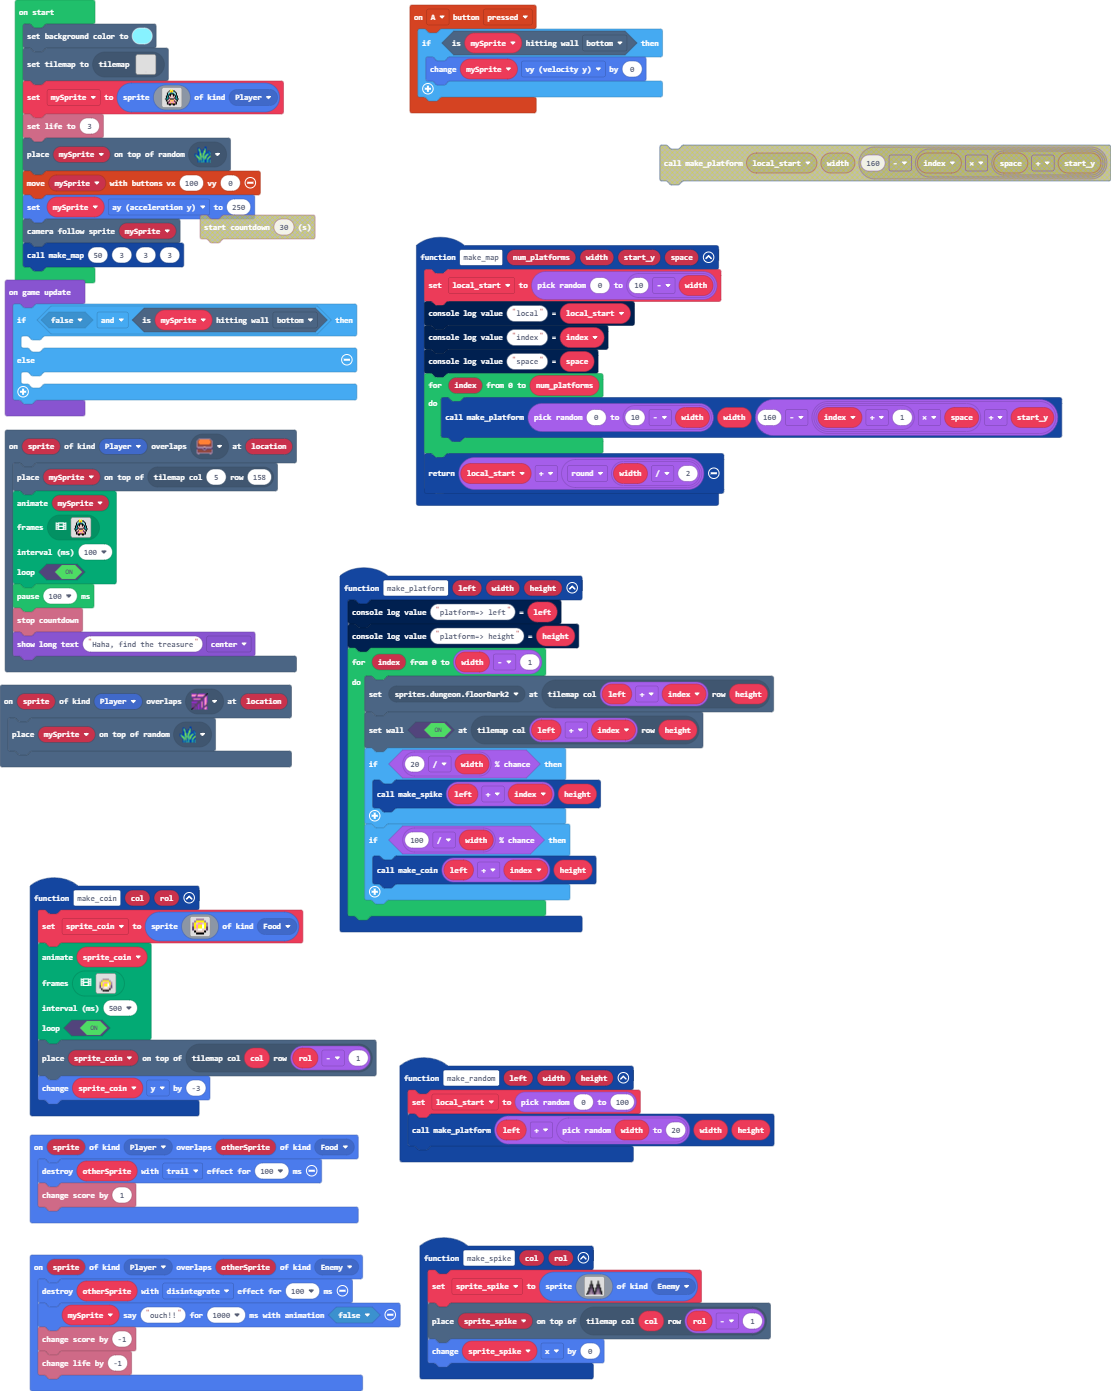 on start
set background color to
set tilemap to tilemap
set mySprite to sprite of kind Player
set life to 3
place mySprite on top of random
move mySprite with buttons vx 100 vy 0
set mySprite ay (acceleration y) to 250
camera follow sprite mySprite
start countdown 30 (s)
call make_map 50 3 3 3
on game update
if false and is mySprite hitting wall bottom then
else
on sprite of kind Player overlaps at location
place mySprite on top of tilemap col 5 row 158
animate mySprite
frames
interval (ms) 100
loop ON
pause 100 ms
stop countdown
show long text "Haha, find the treasure" center
on sprite of kind Player overlaps at location
place mySprite on top of random
on A button pressed
if is mySprite hitting wall bottom then
change mySprite vy (velocity y) by 0
call make_platform local_start width 160 - index × space + start_y
function make_map num_platforms width start_y space
set local_start to pick random 0 to 10 - width
console log value "local" = local_start
console log value "index" = index
console log value "space" = space
for index from 0 to num_platforms
do
call make_platform pick random 0 to 10 - width width 160 - index + 1 × space + start_y
return local_start + round width / 2
function make_platform left width height
console log value "platform=> left" = left
console log value "platform=> height" = height
for index from 0 to width - 1
do
set sprites.dungeon.floorDark2 at tilemap col left + index row height
set wall ON at tilemap col left + index row height
if 20 / width % chance then
call make_spike left + index height
if 100 / width % chance then
call make_coin left + index height
function make_coin col rol
set sprite_coin to sprite of kind Food
animate sprite_coin
frames
interval (ms) 500
loop ON
place sprite_coin on top of tilemap col col row rol - 1
change sprite_coin y by -3
on sprite of kind Player overlaps otherSprite of kind Food
destroy otherSprite with trail effect for 100 ms
change score by 1
on sprite of kind Player overlaps otherSprite of kind Enemy
destroy otherSprite with disintegrate effect for 100 ms
mySprite say "ouch!!" for 1000 ms with animation false
change score by -1
change life by -1
function make_random left width height
set local_start to pick random 0 to 100
call make_platform left + pick random width to 20 width height
function make_spike col rol
set sprite_spike to sprite of kind Enemy
place sprite_spike on top of tilemap col col row rol - 1
change sprite_spike x by 0